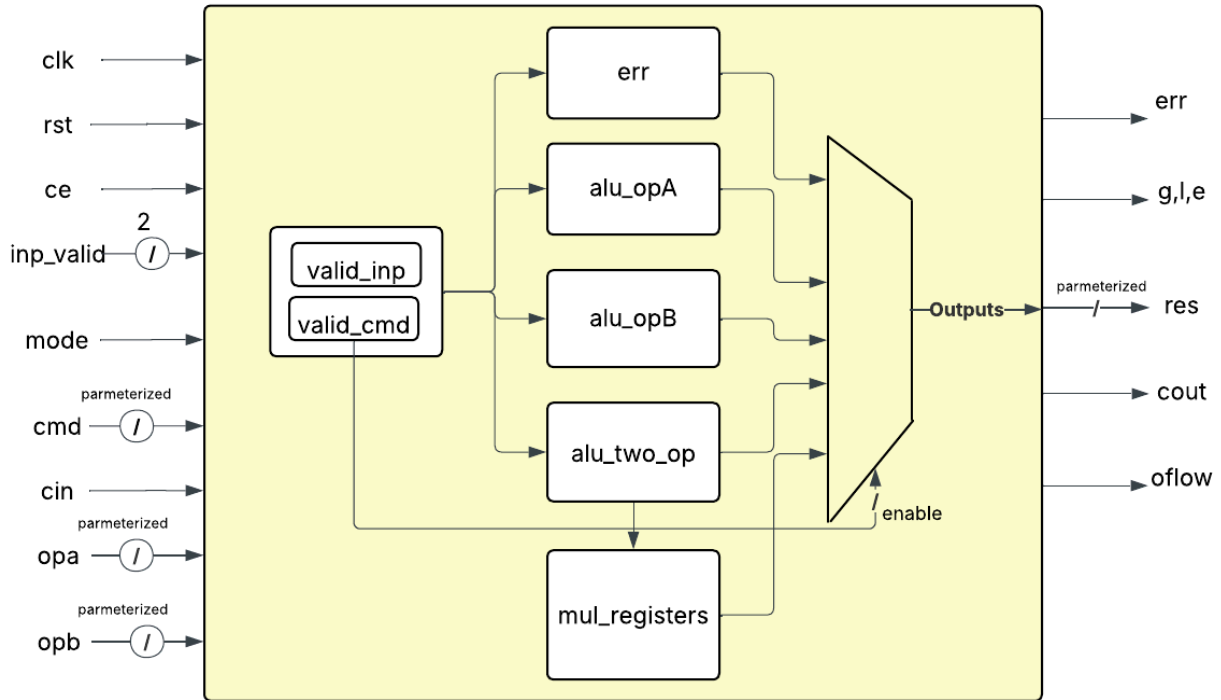 clk
rst
ce
2
inp_valid
/
mode
parmeterized
cmd
/
cin
parmeterized
opa
/
parmeterized
opb
/
valid_inp
valid_cmd
err
alu_opA
alu_opB
alu_two_op
mul_registers
/
enable
Outputs
err
g,l,e
parmeterized
/
res
cout
oflow